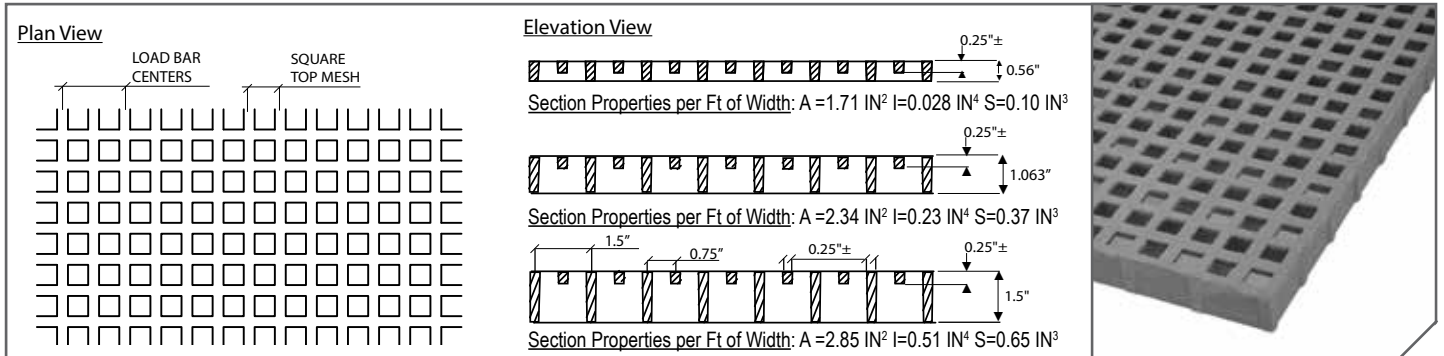 Plan View
LOAD BAR
CENTERS
SQUARE
TOP MESH
Elevation View
0.25"±
0.56"
Section Properties per Ft of Width: A =1.71 IN² I=0.028 IN⁴ S=0.10 IN³
0.25"±
1.063"
Section Properties per Ft of Width: A =2.34 IN² I=0.23 IN⁴ S=0.37 IN³
1.5"
0.75"
0.25"±
0.25"±
1.5"
Section Properties per Ft of Width: A =2.85 IN² I=0.51 IN⁴ S=0.65 IN³